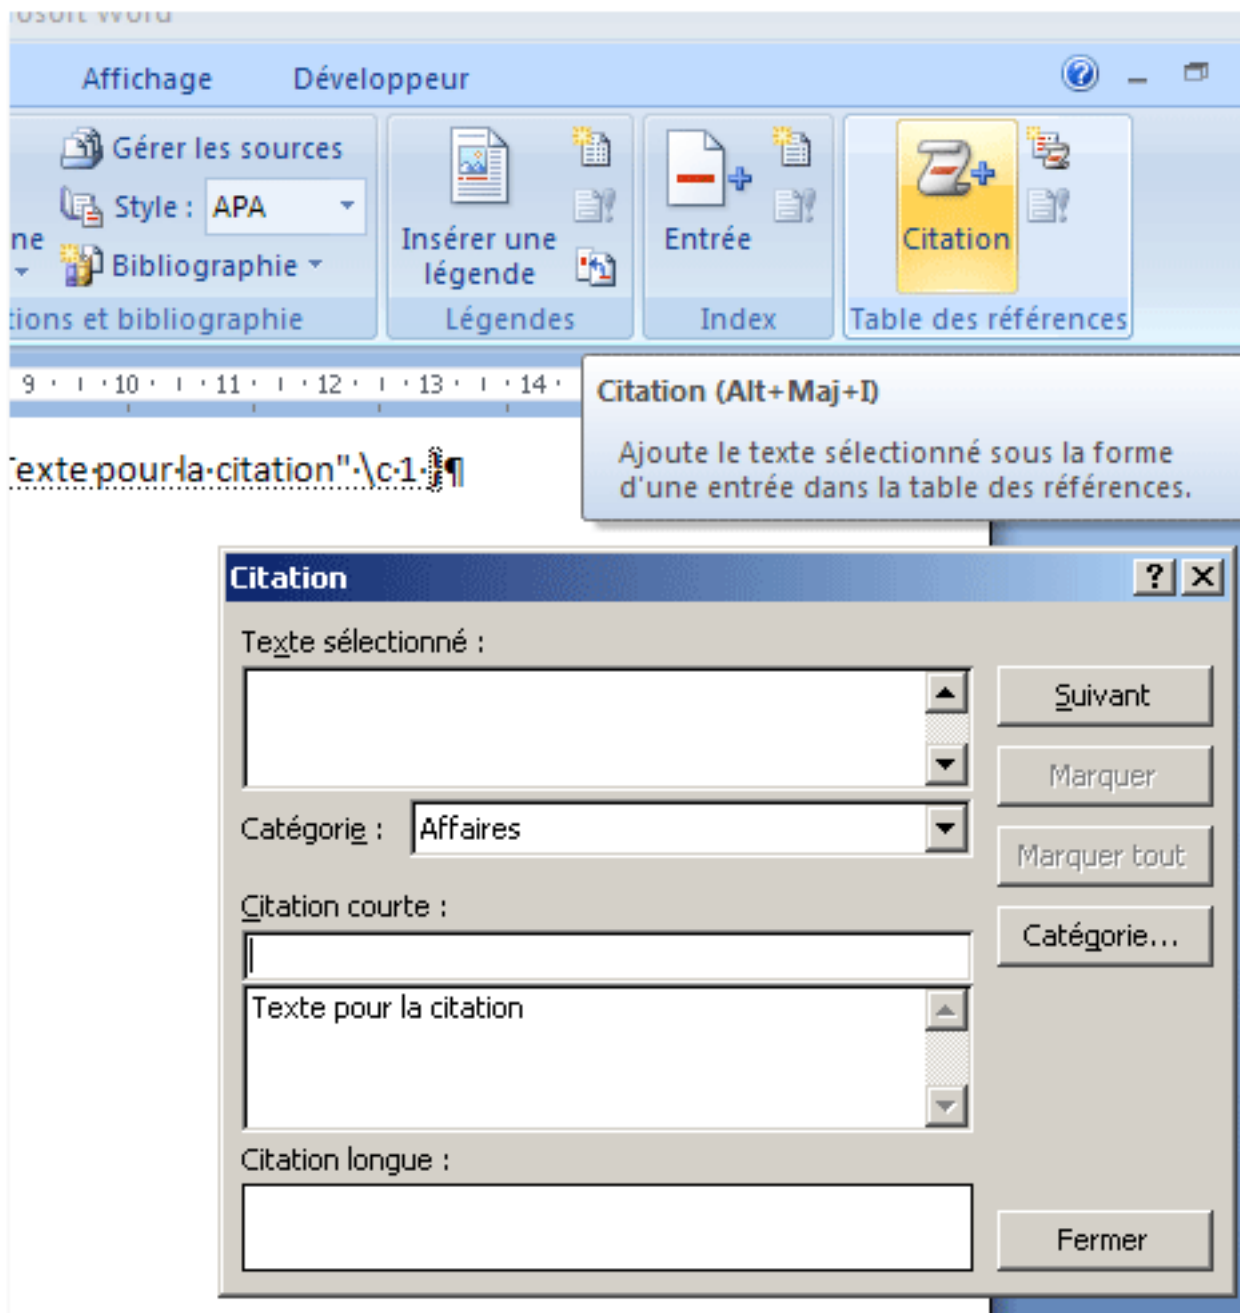 Affichage Développeur
Gérer les sources
Style : APA
ne
Bibliographie
Insérer une
légende
Entrée
Citation
tions et bibliographie Légendes Index Table des références
9 10 11 12 13 14
Citation (Alt+Maj+I)
Ajoute le texte sélectionné sous la forme
d'une entrée dans la table des références.
Texte·pour·la·citation"·\c·1·}¶
Citation
Texte sélectionné :
Suivant
Marquer
Catégorie : Affaires
Marquer tout
Citation courte :
Catégorie...
Texte pour la citation
Citation longue :
Fermer